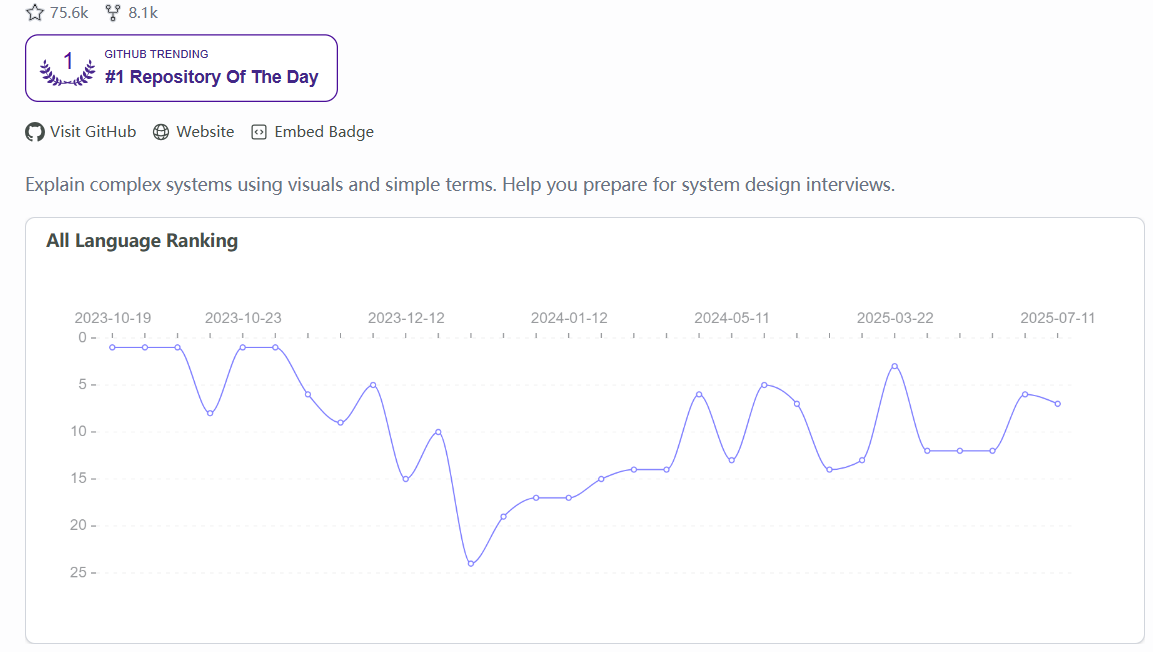 75.6k 8.1k
1
GITHUB TRENDING
#1 Repository Of The Day
Visit GitHub Website Embed Badge
Explain complex systems using visuals and simple terms. Help you prepare for system design interviews.
All Language Ranking
2023-10-19 2023-10-23 2023-12-12 2024-01-12 2024-05-11 2025-03-22 2025-07-11
0
5
10
15
20
25